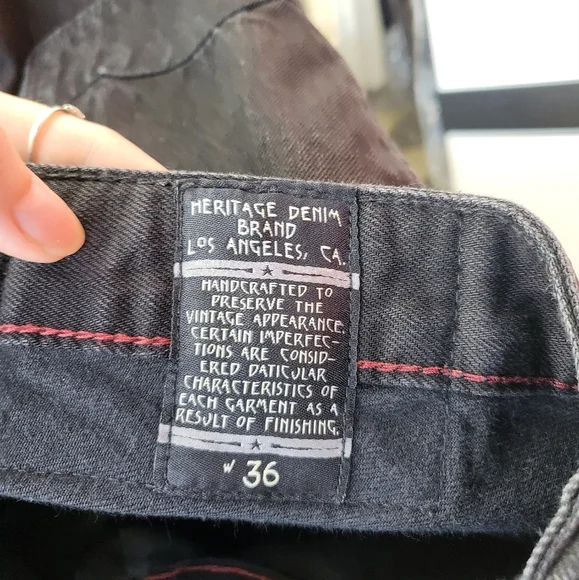 HERITAGE DENIM
BRAND
LOS ANGELES, CA.
HANDCRAFTED TO
PRESERVE THE
VINTAGE APPEARANCE.
CERTAIN IMPERFEC-
TIONS ARE CONSID-
ERED DATICULAR
CHARACTERISTICS OF
EACH GARMENT AS A
RESULT OF FINISHING.
W 36